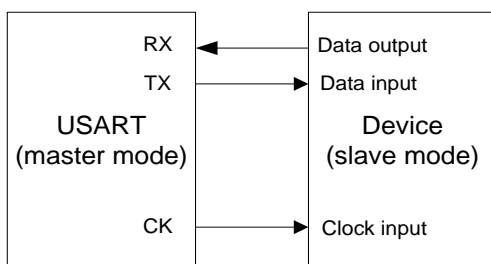 RX
Data output
TX
Data input
USART
(master mode)
Device
(slave mode)
CK
Clock input